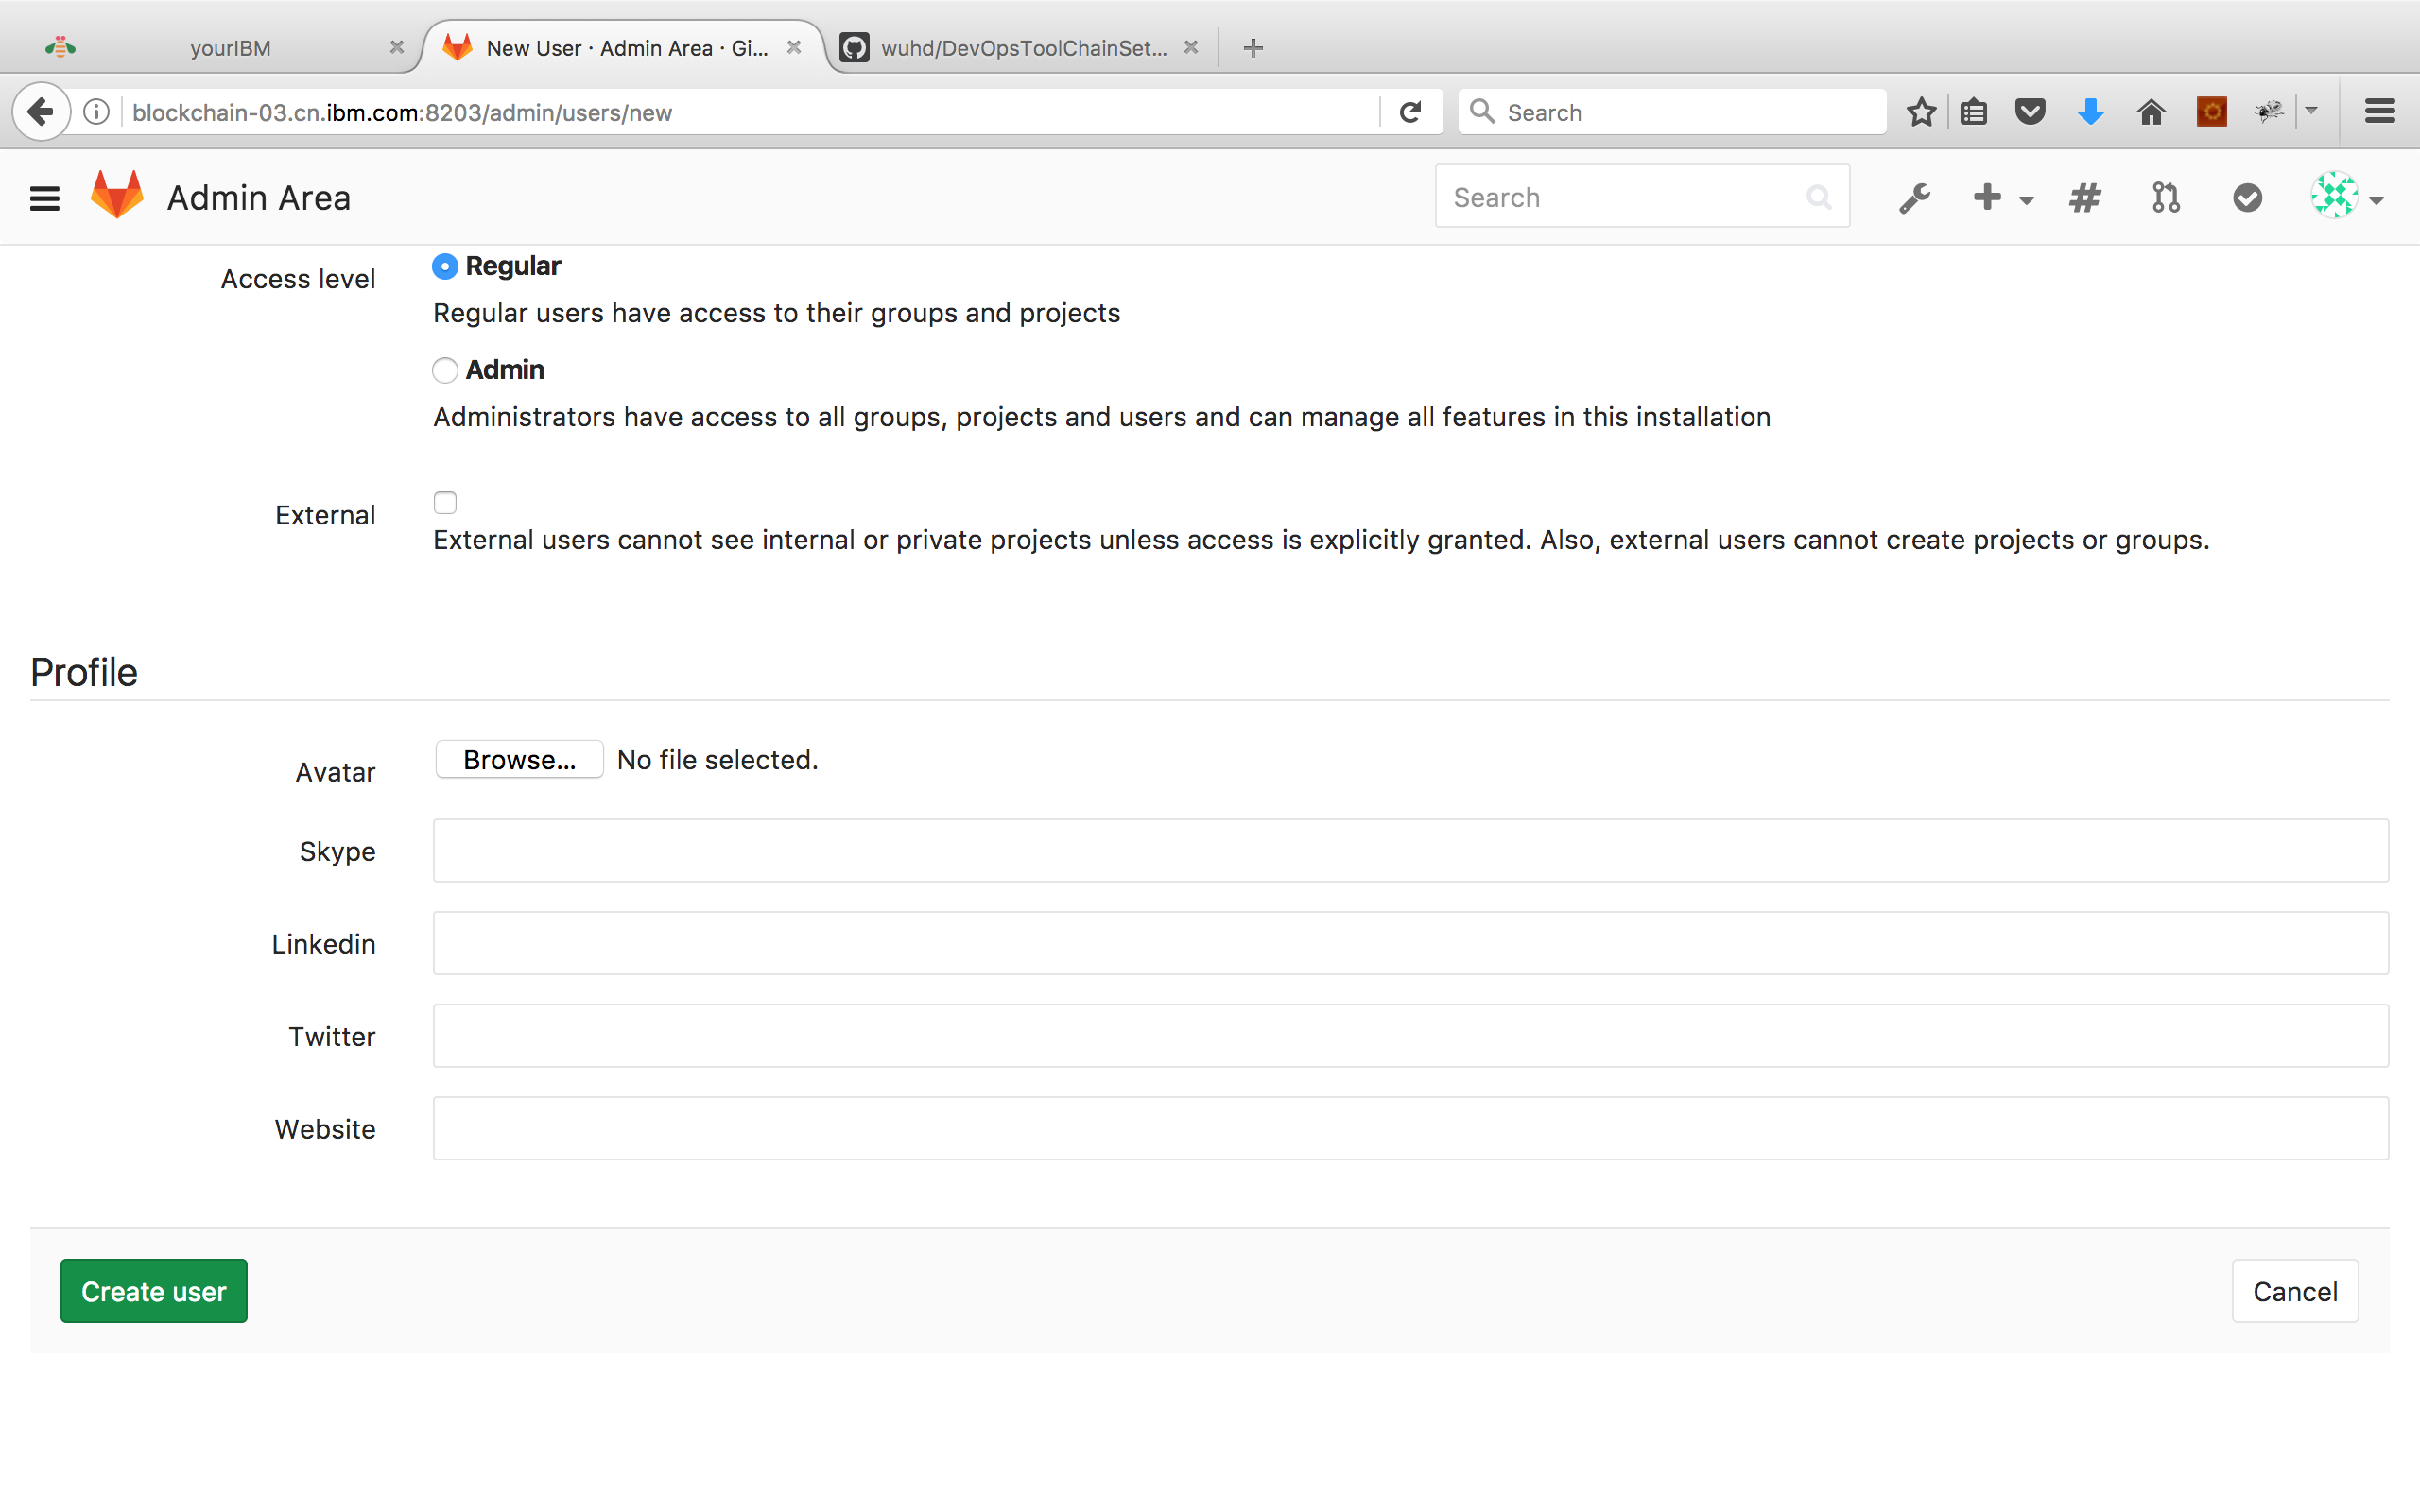 yourIBM
New User · Admin Area · Gi...
wuhd/DevOpsToolChainSet...
blockchain-03.cn.ibm.com:8203/admin/users/new
Search
Admin Area
Search
Access level
Regular
Regular users have access to their groups and projects
Admin
Administrators have access to all groups, projects and users and can manage all features in this installation
External
External users cannot see internal or private projects unless access is explicitly granted. Also, external users cannot create projects or groups.
Profile
Avatar
Browse...
No file selected.
Skype
Linkedin
Twitter
Website
Create user
Cancel